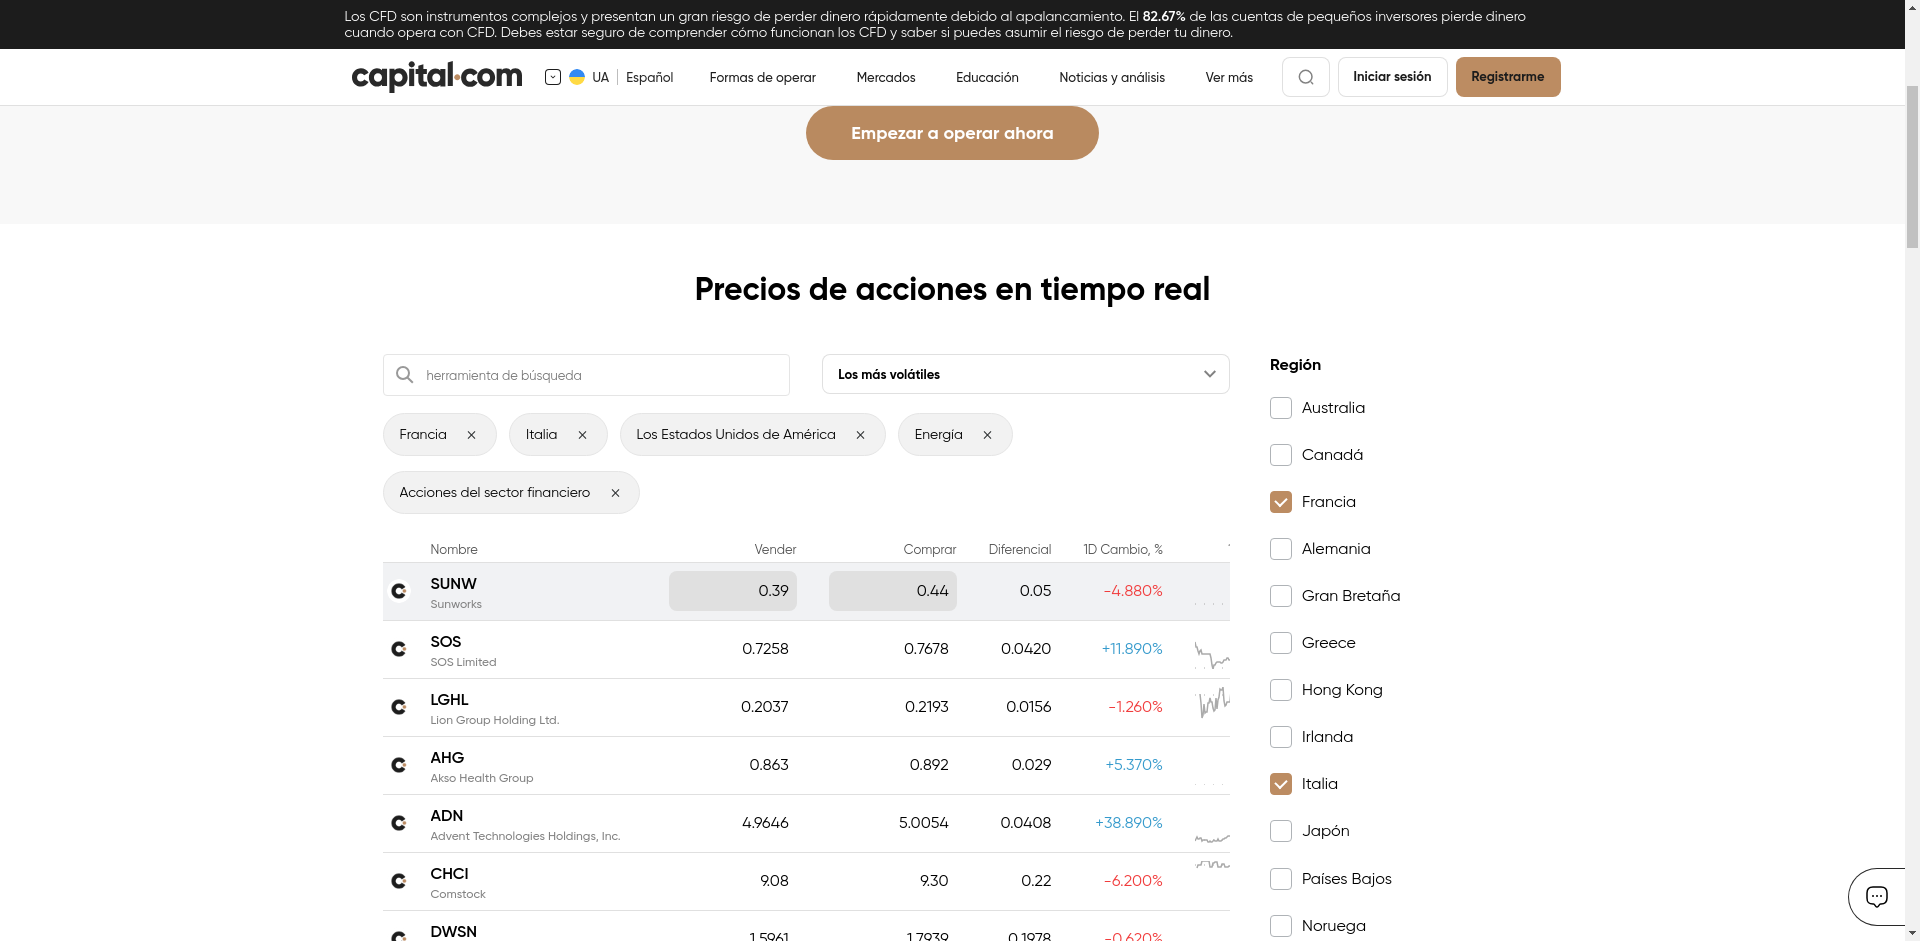 Los CFD son instrumentos complejos y presentan un gran riesgo de perder dinero rápidamente debido al apalancamiento. El 82.67% de las cuentas de pequeños inversores pierde dinero
cuando opera con CFD. Debes estar seguro de comprender cómo funcionan los CFD y saber si puedes asumir el riesgo de perder tu dinero.
capital.com UA Español Formas de operar Mercados Educación Noticias y análisis Ver más Iniciar sesión Registrarme
Empezar a operar ahora
Precios de acciones en tiempo real
herramienta de búsqueda Los más volátiles
Francia Italia Los Estados Unidos de América Energía
Acciones del sector financiero
Nombre Vender Comprar Diferencial 1D Cambio, %
SUNW 0.39 0.44 0.05 -4.880%
Sunworks
SOS 0.7258 0.7678 0.0420 +11.890%
SOS Limited
LGHL 0.2037 0.2193 0.0156 -1.260%
Lion Group Holding Ltd.
AHG 0.863 0.892 0.029 +5.370%
Akso Health Group
ADN 4.9646 5.0054 0.0408 +38.890%
Advent Technologies Holdings, Inc.
CHCI 9.08 9.30 0.22 -6.200%
Comstock
DWSN 1.5961 1.7939 0.1978 -0.620%
Región
Australia
Canadá
Francia
Alemania
Gran Bretaña
Greece
Hong Kong
Irlanda
Italia
Japón
Países Bajos
Noruega